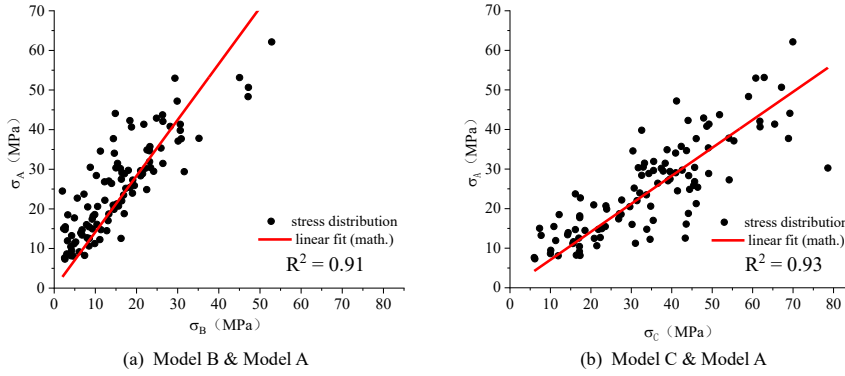 70
60
50
40
30
20
10
0
σA (MPa)
stress distribution
linear fit (math.)
R² = 0.91
0 10 20 30 40 50 60 70 80
σB (MPa)
(a) Model B & Model A
70
60
50
40
30
20
10
0
σA (MPa)
stress distribution
linear fit (math.)
R² = 0.93
0 10 20 30 40 50 60 70 80
σC (MPa)
(b) Model C & Model A